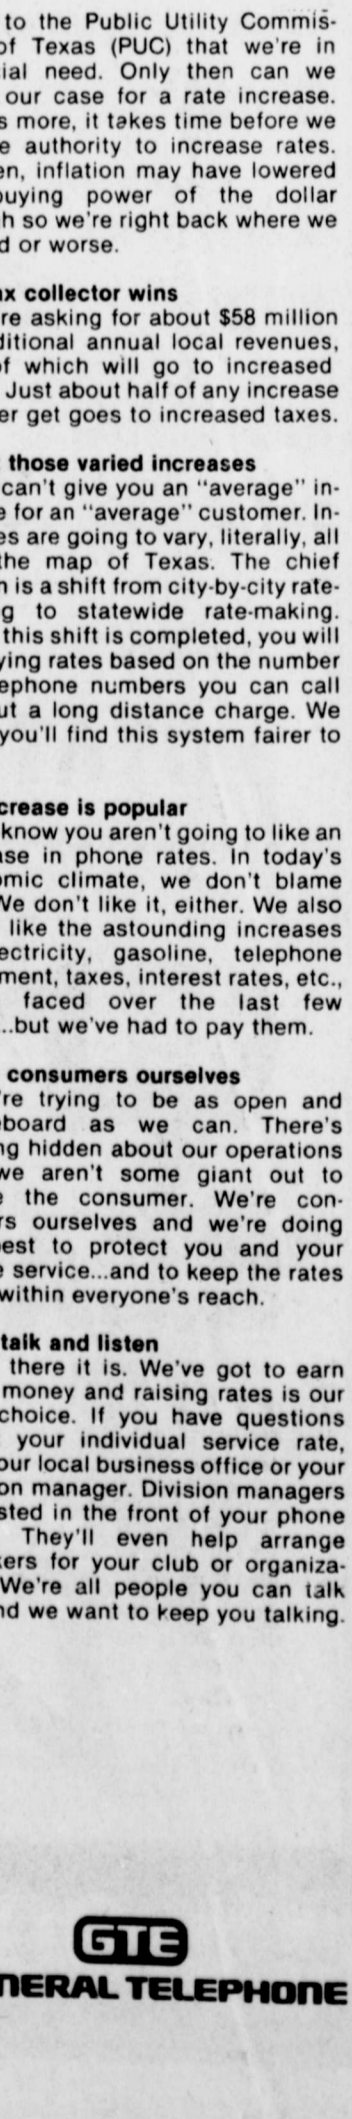 to the Public Utility Commis-
of Texas (PUC) that we're in
ial need. Only then can we
our case for a rate increase.
s more, it takes time before we
e authority to increase rates.
en, inflation may have lowered
buying power of the dollar
h so we're right back where we
d or worse.
ax collector wins
re asking for about $58 million
ditional annual local revenues,
of which will go to increased
Just about half of any increase
er get goes to increased taxes.
those varied increases
can't give you an "average" in-
e for an "average" customer. In-
es are going to vary, literally, all
the map of Texas. The chief
n is a shift from city-by-city rate-
g to statewide rate-making.
this shift is completed, you will
ying rates based on the number
ephone numbers you can call
ut a long distance charge. We
you'll find this system fairer to
crease is popular
know you aren't going to like an
ase in phone rates. In today's
omic climate, we don't blame
We don't like it, either. We also
like the astounding increases
ectricity, gasoline, telephone
ment, taxes, interest rates, etc.,
faced over the last few
...but we've had to pay them.
consumers ourselves
're trying to be as open and
eboard as we can. There's
ng hidden about our operations
we aren't some giant out to
e the consumer. We're con-
rs ourselves and we're doing
best to protect you and your
e service...and to keep the rates
within everyone's reach.
talk and listen
there it is. We've got to earn
money and raising rates is our
choice. If you have questions
t your individual service rate,
our local business office or your
on manager. Division managers
sted in the front of your phone
They'll even help arrange
kers for your club or organiza-
We're all people you can talk
nd we want to keep you talking.
GTE
NERAL TELEPHONE